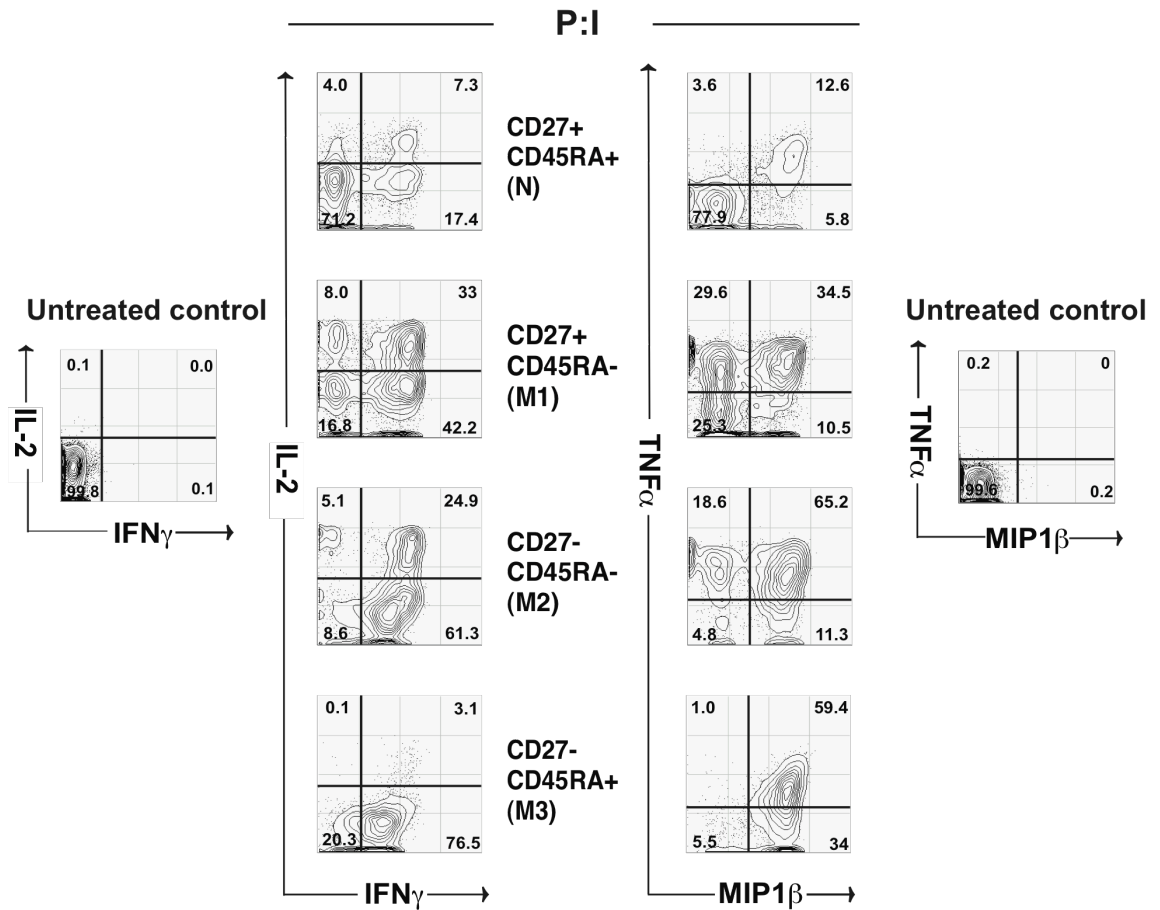 P:I
4.0 7.3
71.2 17.4
CD27+
CD45RA+
(N)
3.6 12.6
77.9 5.8
Untreated control
0.1 0.0
99.8 0.1
IL-2
IFNγ
8.0 33
16.8 42.2
IL-2
CD27+
CD45RA-
(M1)
29.6 34.5
25.3 10.5
TNFα
Untreated control
0.2 0
99.6 0.2
TNFα
MIP1β
5.1 24.9
8.6 61.3
CD27-
CD45RA-
(M2)
18.6 65.2
4.8 11.3
0.1 3.1
20.3 76.5
CD27-
CD45RA+
(M3)
1.0 59.4
5.5 34
IFNγ
MIP1β